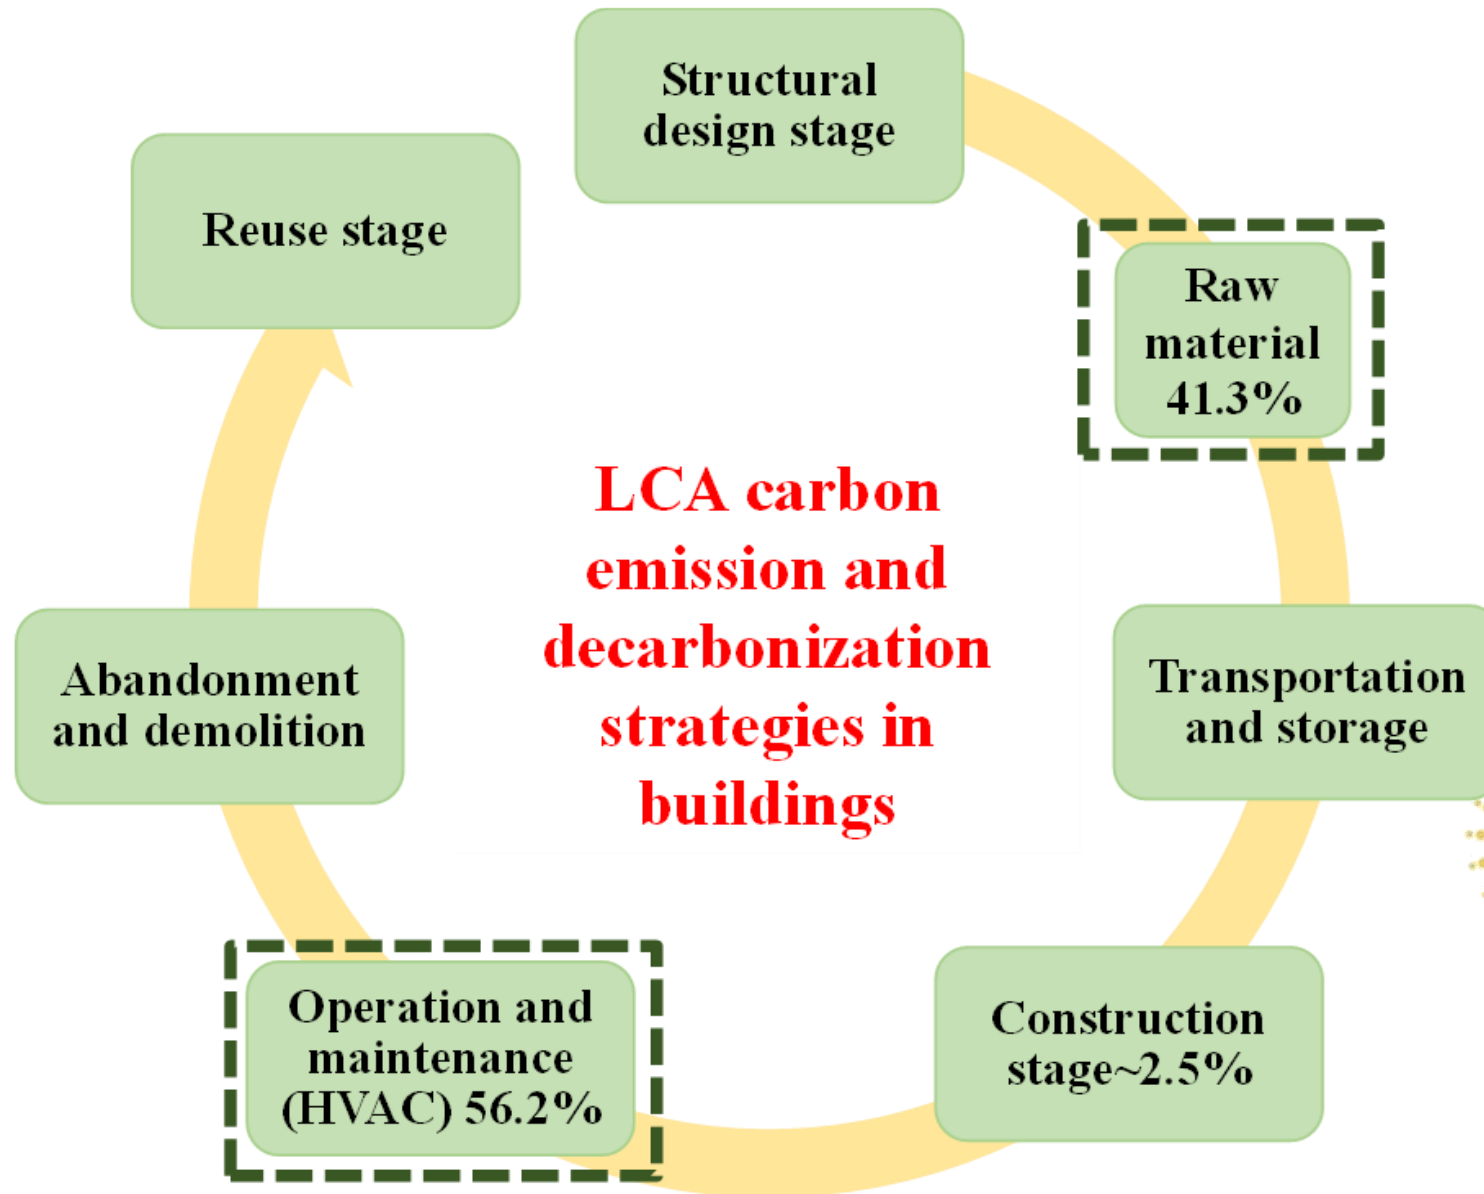 Structural
design stage
Raw
material
41.3%
Transportation
and storage
Construction
stage~2.5%
Operation and
maintenance
(HVAC) 56.2%
Abandonment
and demolition
Reuse stage
LCA carbon
emission and
decarbonization
strategies in
buildings